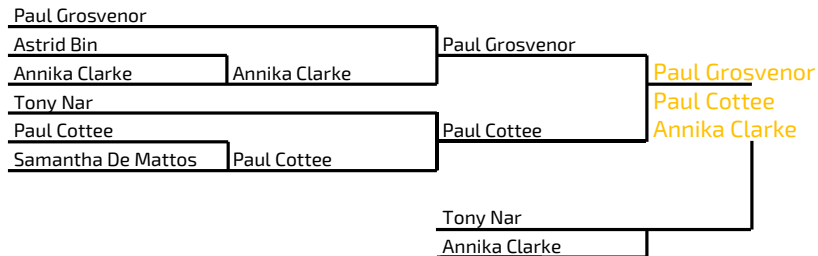 Paul Grosvenor
Astrid Bin
Paul Grosvenor
Annika Clarke
Annika Clarke
Paul Grosvenor
Tony Nar
Paul Cottee
Paul Cottee
Paul Cottee
Annika Clarke
Samantha De Mattos
Paul Cottee
Tony Nar
Annika Clarke